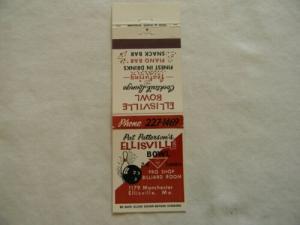 Ellisville
BOWL
Cocktail Lounge
featuring
FINEST IN DRINKS
PIANO BAR
SNACK BAR
Phone 227-1469
Pat Patterson's
ELLISVILLE
BOWL
PRO SHOP
BILLIARD ROOM
1179 Manchester
Ellisville, Mo.